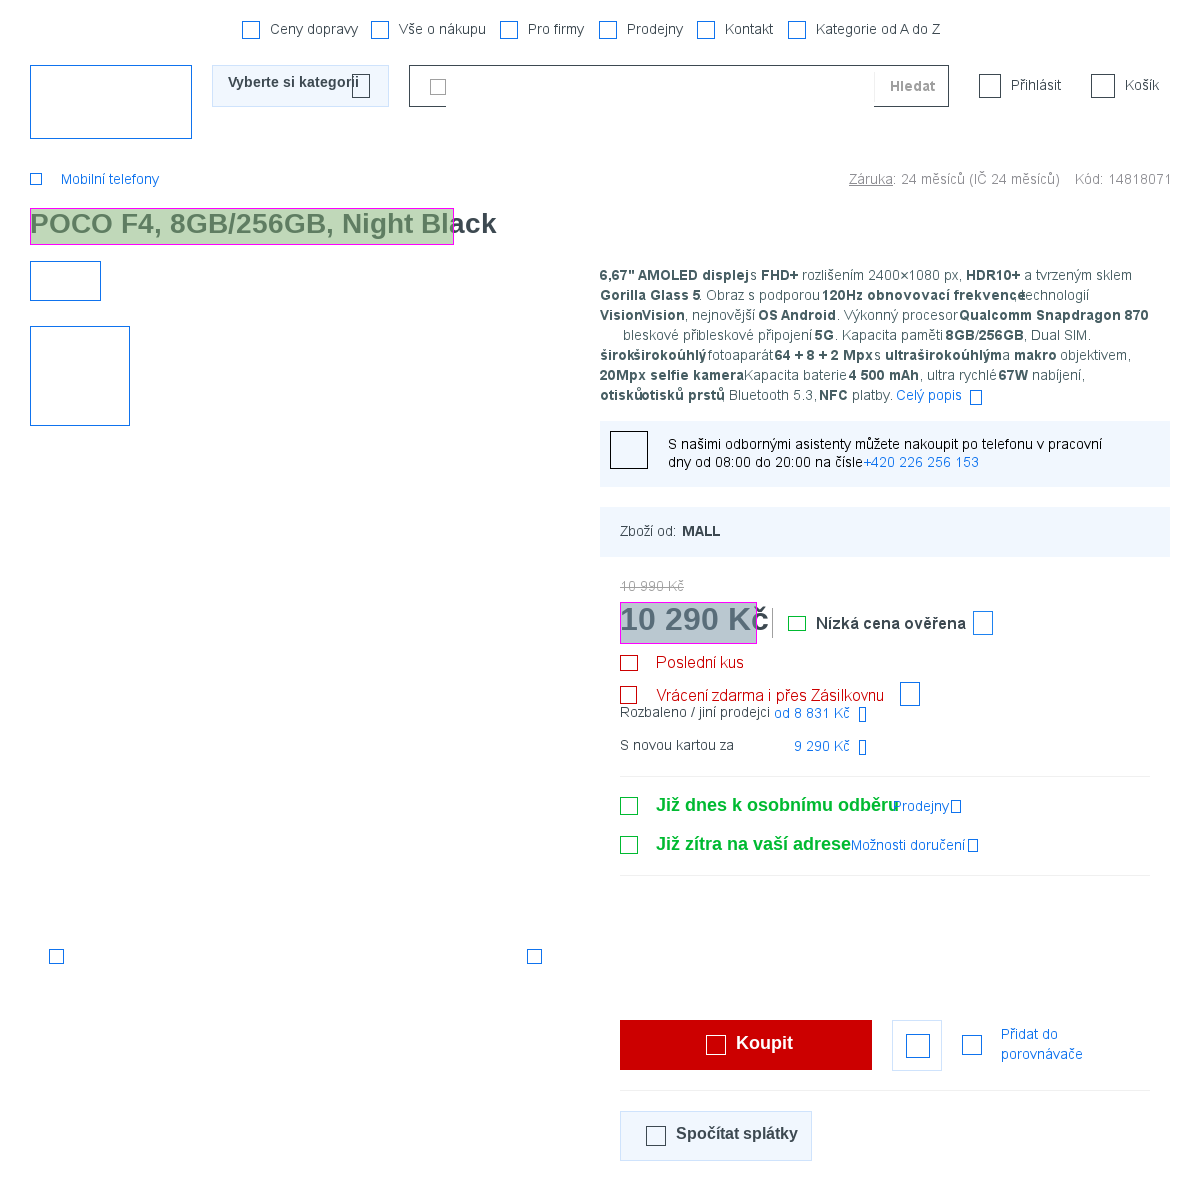 Ceny dopravy Vše o nákupu Pro firmy Prodejny Kontakt Kategorie od A do Z
Vyberte si kategorii Hledat Přihlásit Košík
Mobilní telefony Záruka: 24 měsíců (IČ 24 měsíců) Kód: 14818071
POCO F4, 8GB/256GB, Night Black
6,67" AMOLED displej s FHD+ rozlišením 2400×1080 px, HDR10+ a tvrzeným sklem
Gorilla Glass 5. Obraz s podporou 120Hz obnovovací frekvence, technologií
VisionVision, nejnovější OS Android. Výkonný procesor Qualcomm Snapdragon 870
bleskové přibleskové připojení 5G. Kapacita paměti 8GB/256GB, Dual SIM.
širokširokoúhlý fotoaparát 64 + 8 + 2 Mpx s ultraširokoúhlým a makro objektivem,
20Mpx selfie kamera Kapacita baterie 4 500 mAh, ultra rychlé 67W nabíjení,
otiskůotisků prstů, Bluetooth 5.3, NFC platby. Celý popis
S našimi odbornými asistenty můžete nakoupit po telefonu v pracovní
dny od 08:00 do 20:00 na čísle +420 226 256 153
Zboží od: MALL
10 990 Kč
10 290 Kč Nízká cena ověřena
Poslední kus
Vrácení zdarma i přes Zásilkovnu
Rozbaleno / jiní prodejci od 8 831 Kč
S novou kartou za 9 290 Kč
Již dnes k osobnímu odběru Prodejny
Již zítra na vaší adrese Možnosti doručení
Koupit Přidat do
porovnávače
Spočítat splátky